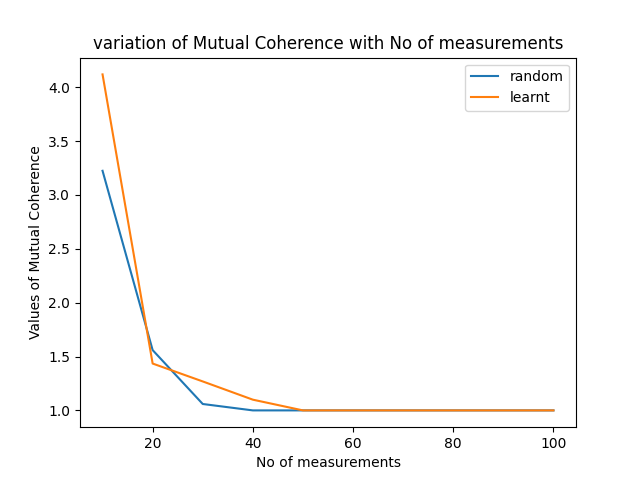 variation of Mutual Coherence with No of measurements
random
learnt
4.0
3.5
3.0
2.5
2.0
1.5
1.0
Values of Mutual Coherence
20 40 60 80 100
No of measurements